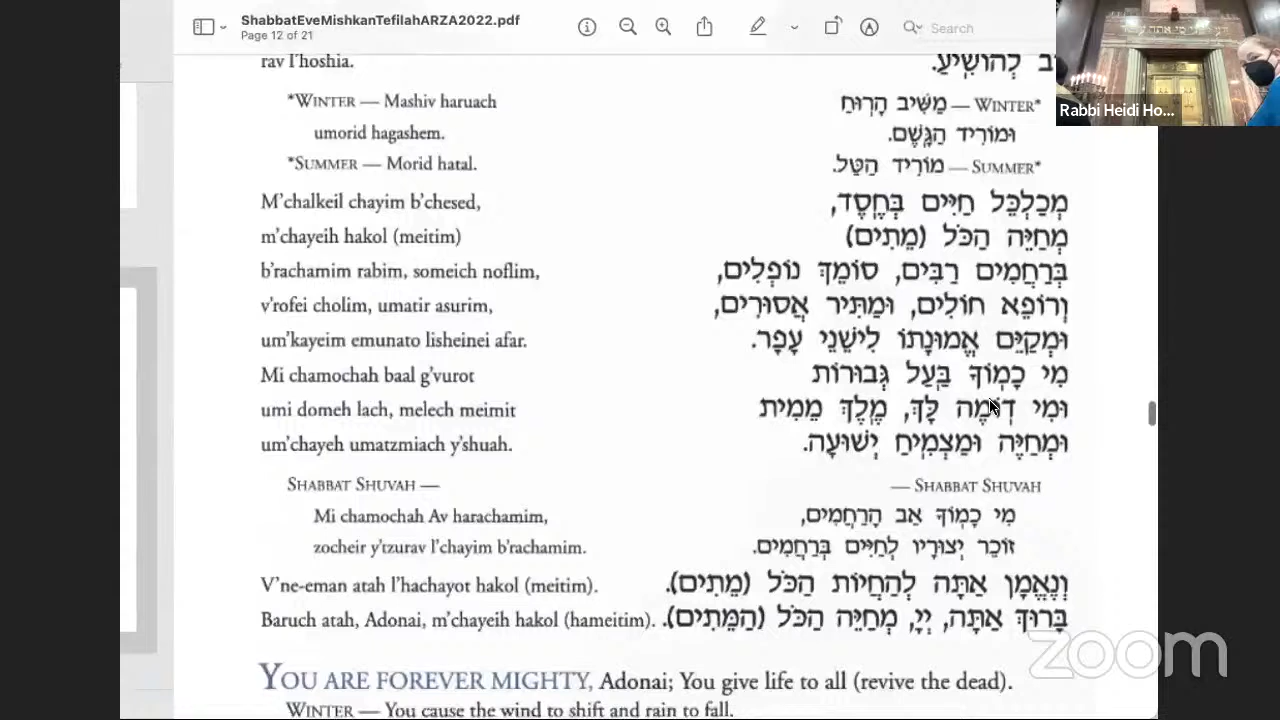 ShabbatEveMishkanTefilahARZA2022.pdf
Page 12 of 21
Search
Rabbi Heidi Ho...
rav l'hoshia.
רַב לְהוֹשִׁיעַ.
*WINTER — Mashiv haruach
*WINTER — מַשִּׁיב הָרֽוּחַ
umorid hagashem.
וּמוֹרִיד הַגָּֽשֶׁם.
*SUMMER — Morid hatal.
*SUMMER — מוֹרִיד הַטַּל.
M'chalkeil chayim b'chesed,
מְכַלְכֵּל חַיִּים בְּחֶֽסֶד,
m'chayeih hakol (meitim)
מְחַיֵּה הַכֹּל (מֵתִים)
b'rachamim rabim, someich noflim,
בְּרַחֲמִים רַבִּים, סוֹמֵךְ נוֹפְלִים,
v'rofei cholim, umatir asurim,
וְרוֹפֵא חוֹלִים, וּמַתִּיר אֲסוּרִים,
um'kayeim emunato lisheinei afar.
וּמְקַיֵּם אֱמוּנָתוֹ לִישֵׁנֵי עָפָר.
Mi chamochah baal g'vurot
מִי כָמֽוֹךָ בַּֽעַל גְּבוּרוֹת
umi domeh lach, melech meimit
וּמִי דּֽוֹמֶה לָּךְ, מֶֽלֶךְ מֵמִית
um'chayeh umatzmiach y'shuah.
וּמְחַיֶּה וּמַצְמִֽיחַ יְשׁוּעָה.
SHABBAT SHUVAH —
SHABBAT SHUVAH —
Mi chamochah Av harachamim,
מִי כָמֽוֹךָ אַב הָרַחֲמִים,
zocheir y'tzurav l'chayim b'rachamim.
זוֹכֵר יְצוּרָיו לְחַיִּים בְּרַחֲמִים.
V'ne-eman atah l'hachayot hakol (meitim).
וְנֶאֱמָן אַתָּה לְהַחֲיוֹת הַכֹּל (מֵתִים).
Baruch atah, Adonai, m'chayeih hakol (hameitim).
בָּרוּךְ אַתָּה, יְיָ, מְחַיֵּה הַכֹּל (הַמֵּתִים).
YOU ARE FOREVER MIGHTY, Adonai; You give life to all (revive the dead).
WINTER — You cause the wind to shift and rain to fall.
zoom